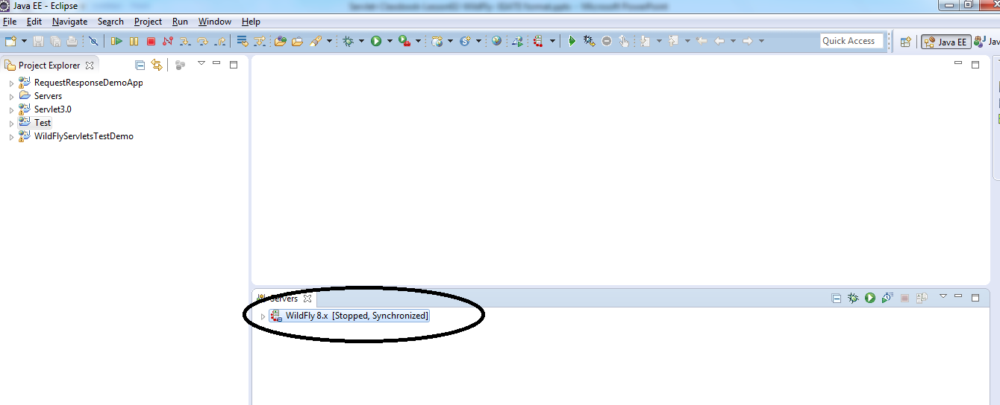 Java EE - Eclipse
File Edit Navigate Search Project Run Window Help
Quick Access
Java EE
Jav
Project Explorer
RequestResponseDemoApp
Servers
Servlet3.0
Test
WildFlyServletsTestDemo
Servers
WildFly 8.x [Stopped, Synchronized]